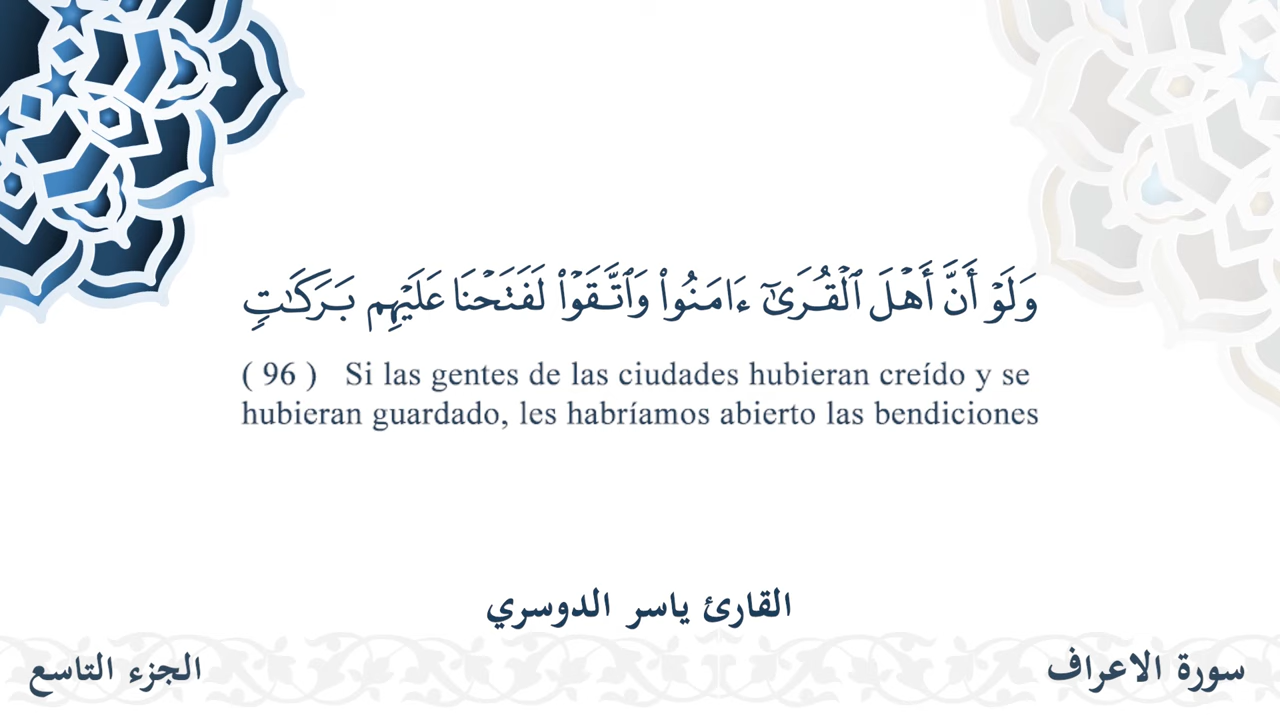 وَلَوۡ أَنَّ أَهۡلَ ٱلۡقُرَىٰٓ ءَامَنُواْ وَٱتَّقَوۡاْ لَفَتَحۡنَا عَلَيۡهِم بَرَكَٰتٖ
( 96 ) Si las gentes de las ciudades hubieran creído y se
hubieran guardado, les habríamos abierto las bendiciones
القارئ ياسر الدوسري
سورة الاعراف
الجزء التاسع